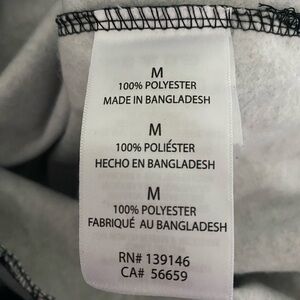 M
100% POLYESTER
MADE IN BANGLADESH
M
100% POLIÉSTER
HECHO EN BANGLADESH
M
100% POLYESTER
FABRIQUÉ AU BANGLADESH
RN# 139146
CA# 56659